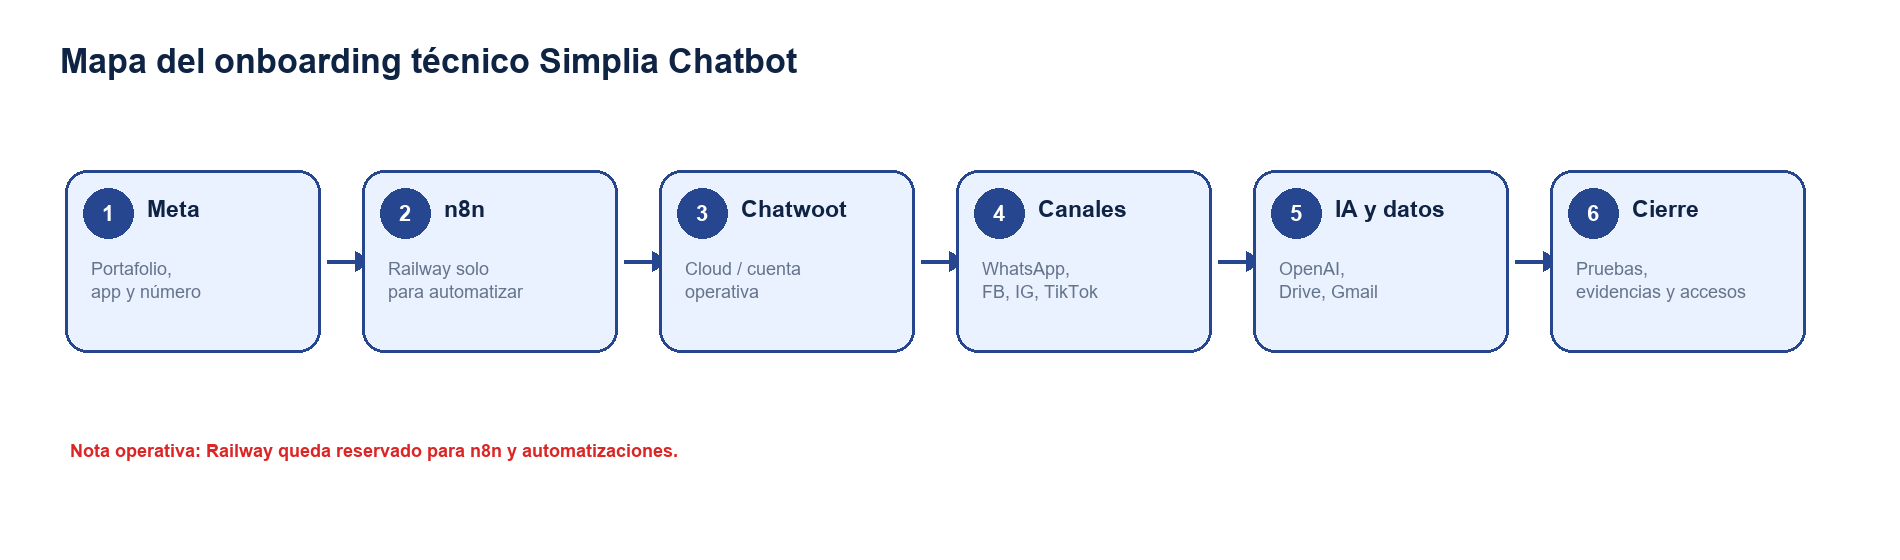 Mapa del onboarding técnico Simplia Chatbot
1 Meta
Portafolio,
app y número
2 n8n
Railway solo
para automatizar
3 Chatwoot
Cloud / cuenta
operativa
4 Canales
WhatsApp,
FB, IG, TikTok
5 IA y datos
OpenAI,
Drive, Gmail
6 Cierre
Pruebas,
evidencias y accesos
Nota operativa: Railway queda reservado para n8n y automatizaciones.